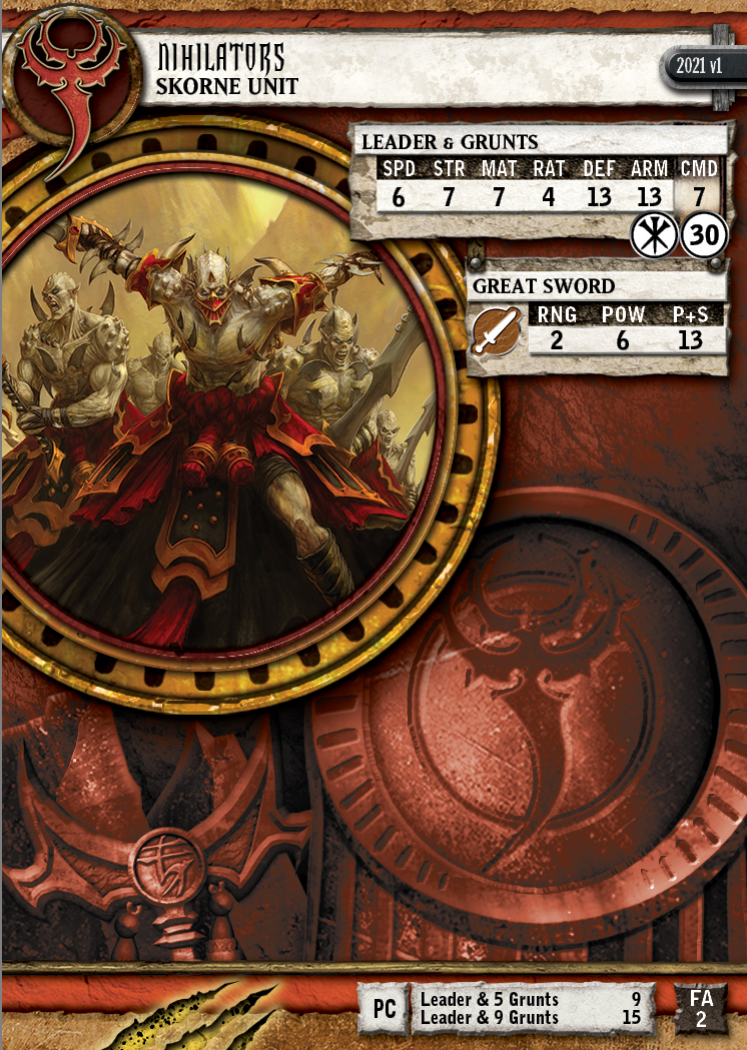 NIHILATORS
SKORNE UNIT
2021 v1
LEADER & GRUNTS
SPD STR MAT RAT DEF ARM CMD
6 7 7 4 13 13 7
30
GREAT SWORD
RNG POW P+S
2 6 13
PC
Leader & 5 Grunts 9
Leader & 9 Grunts 15
FA
2